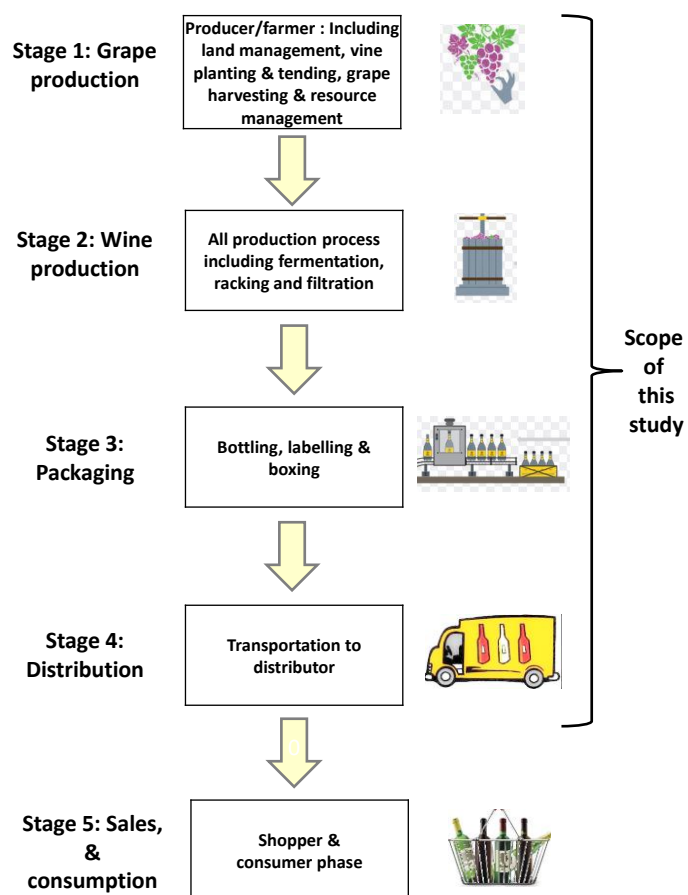 Stage 1: Grape
production
Producer/farmer : Including
land management, vine
planting & tending, grape
harvesting & resource
management
Stage 2: Wine
production
All production process
including fermentation,
racking and filtration
Scope
of
this
study
Stage 3:
Packaging
Bottling, labelling &
boxing
Stage 4:
Distribution
Transportation to
distributor
0
Stage 5: Sales,
&
consumption
Shopper &
consumer phase